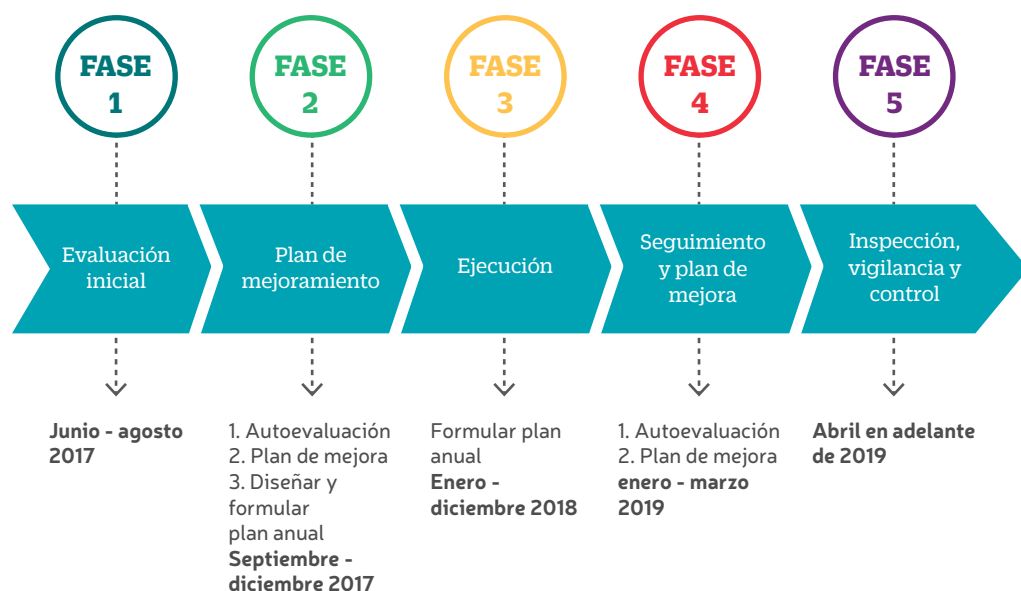 FASE
1
FASE
2
FASE
3
FASE
4
FASE
5
Evaluación
inicial
Plan de
mejoramiento
Ejecución
Seguimiento
y plan de
mejora
Inspección,
vigilancia y
control
Junio - agosto
2017
1. Autoevaluación
2. Plan de mejora
3. Diseñar y
formular
plan anual
Septiembre -
diciembre 2017
Formular plan
anual
Enero -
diciembre 2018
1. Autoevaluación
2. Plan de mejora
enero - marzo
2019
Abril en adelante
de 2019